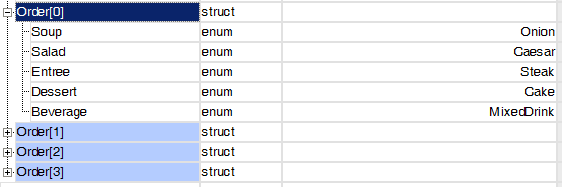 Order[0] struct
Soup enum Onion
Salad enum Caesar
Entree enum Steak
Dessert enum Cake
Beverage enum MixedDrink
Order[1] struct
Order[2] struct
Order[3] struct